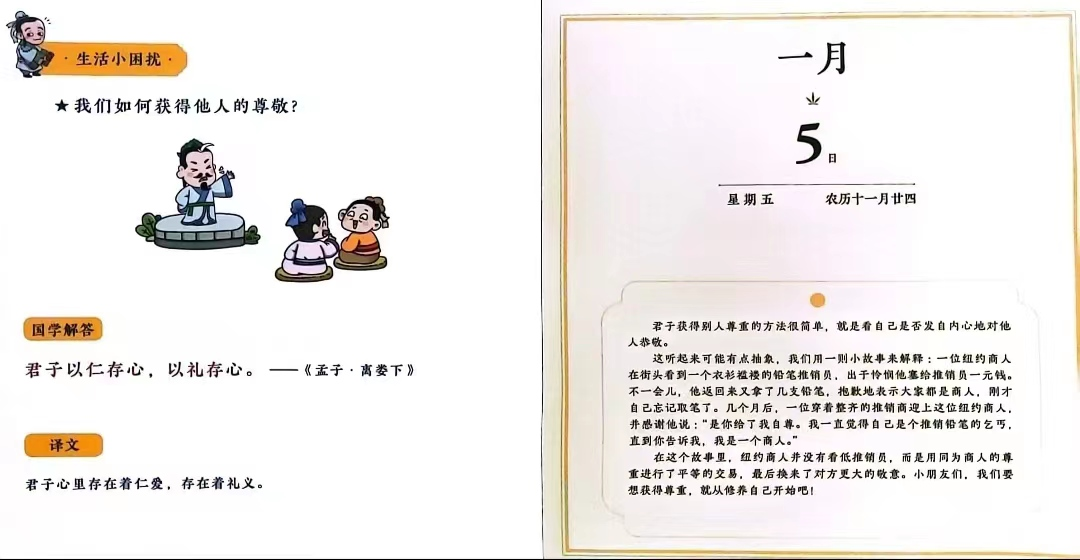 ·生活小困扰·
★我们如何获得他人的尊敬?
国学解答
君子以仁存心，以礼存心。 ——《孟子·离娄下》
译文
君子心里存在着仁爱，存在着礼义。
一月
5日
星期五 农历十一月廿四
君子获得别人尊重的方法很简单，就是看自己是否发自内心地对他
人恭敬。
这听起来可能有点抽象，我们用一则小故事来解释：一位纽约商人
在街头看到一个衣衫褴褛的铅笔推销员，出于怜悯他塞给推销员一元钱。
不一会儿，他返回来又拿了几支铅笔，抱歉地表示大家都是商人，刚才
自己忘记取笔了。几个月后，一位穿着整齐的推销商迎上这位纽约商人，
并感谢他说：“是你给了我自尊。我一直觉得自己是个推销铅笔的乞丐，
直到你告诉我，我是一个商人。”
在这个故事里，纽约商人并没有看低推销员，而是用同为商人的尊
重进行了平等的交易，最后换来了对方更大的敬意。小朋友们，我们要
想获得尊重，就从修养自己开始吧！